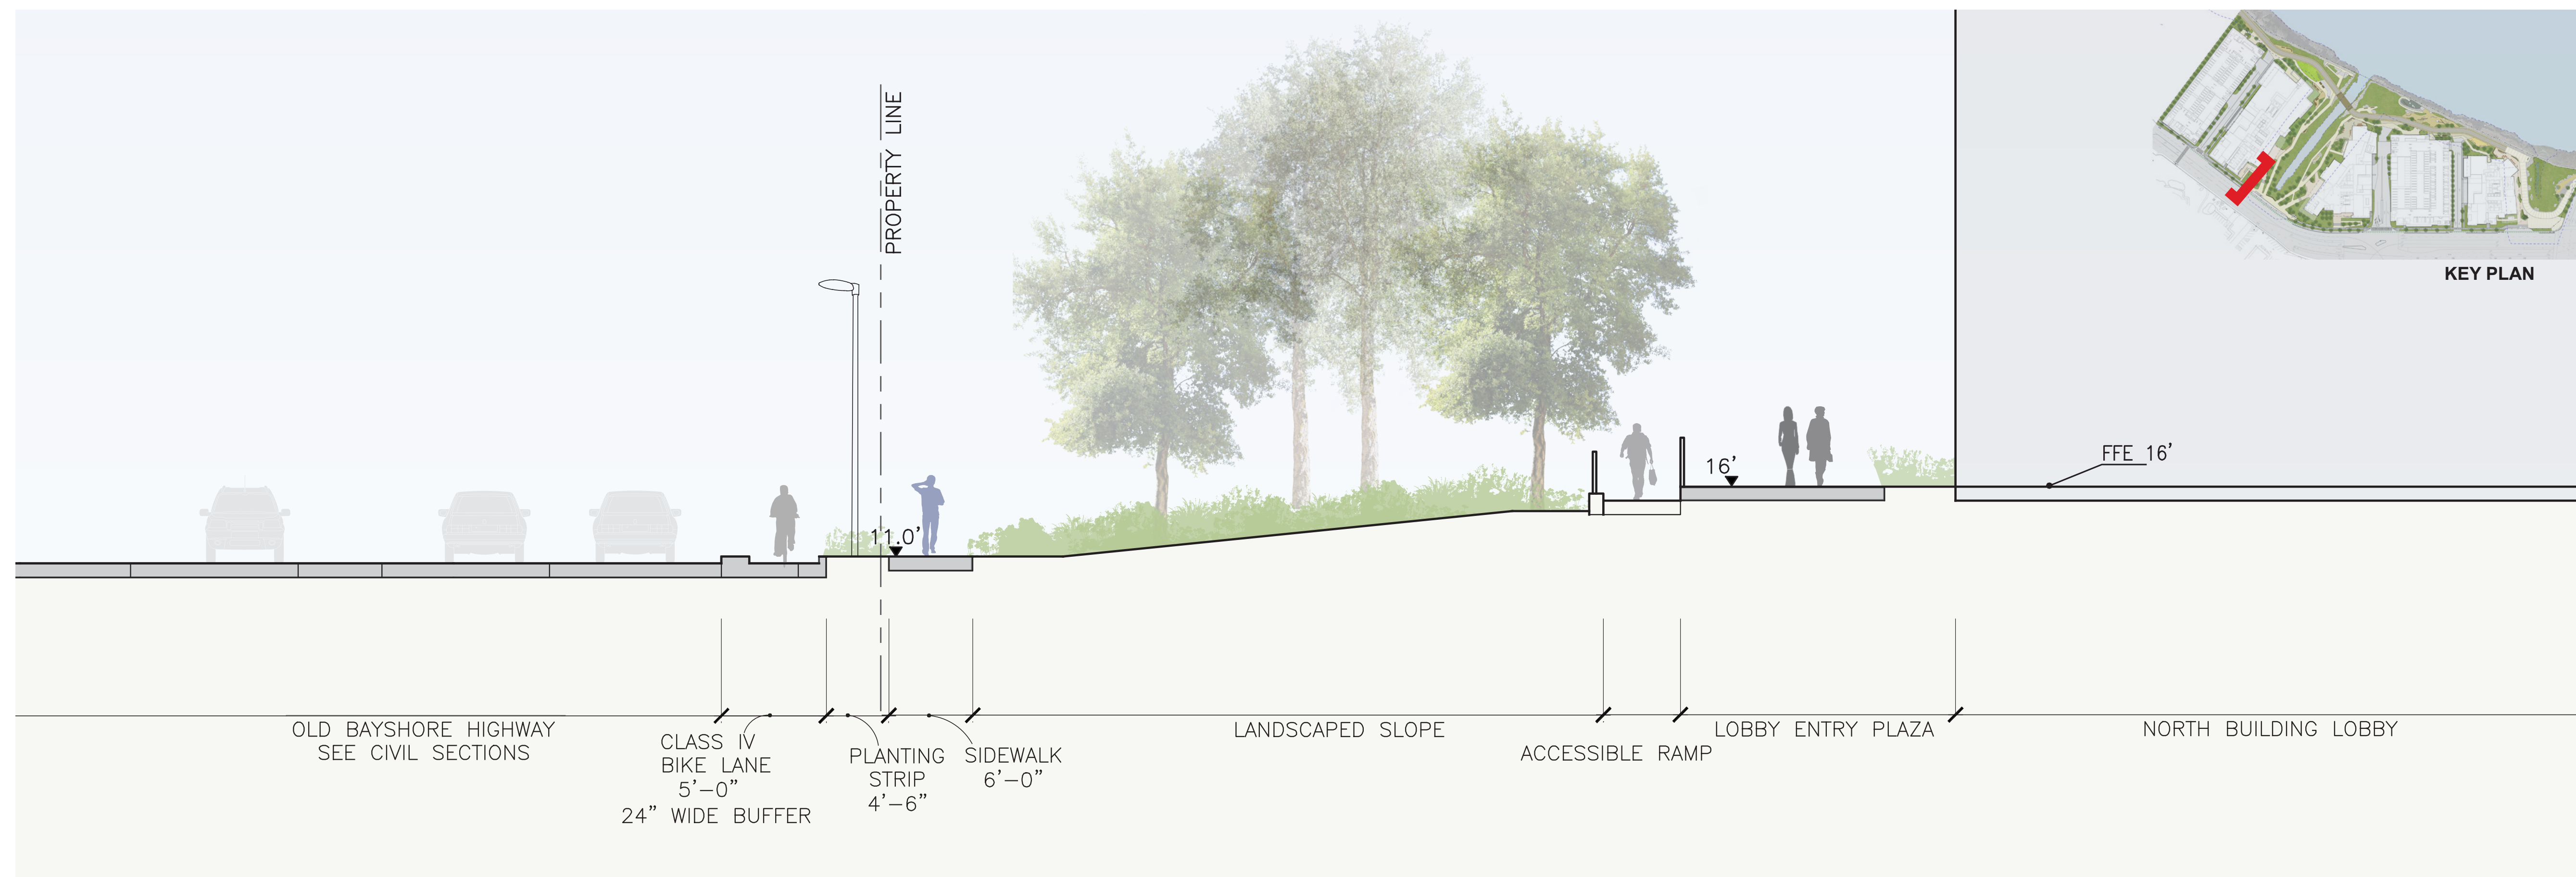 PROPERTY LINE
KEY PLAN
FFE 16’
16’
11.0’
OLD BAYSHORE HIGHWAY
SEE CIVIL SECTIONS
CLASS IV
BIKE LANE
5’–0”
24” WIDE BUFFER
PLANTING
STRIP
4’–6”
SIDEWALK
6’–0”
LANDSCAPED SLOPE
ACCESSIBLE RAMP
LOBBY ENTRY PLAZA
NORTH BUILDING LOBBY